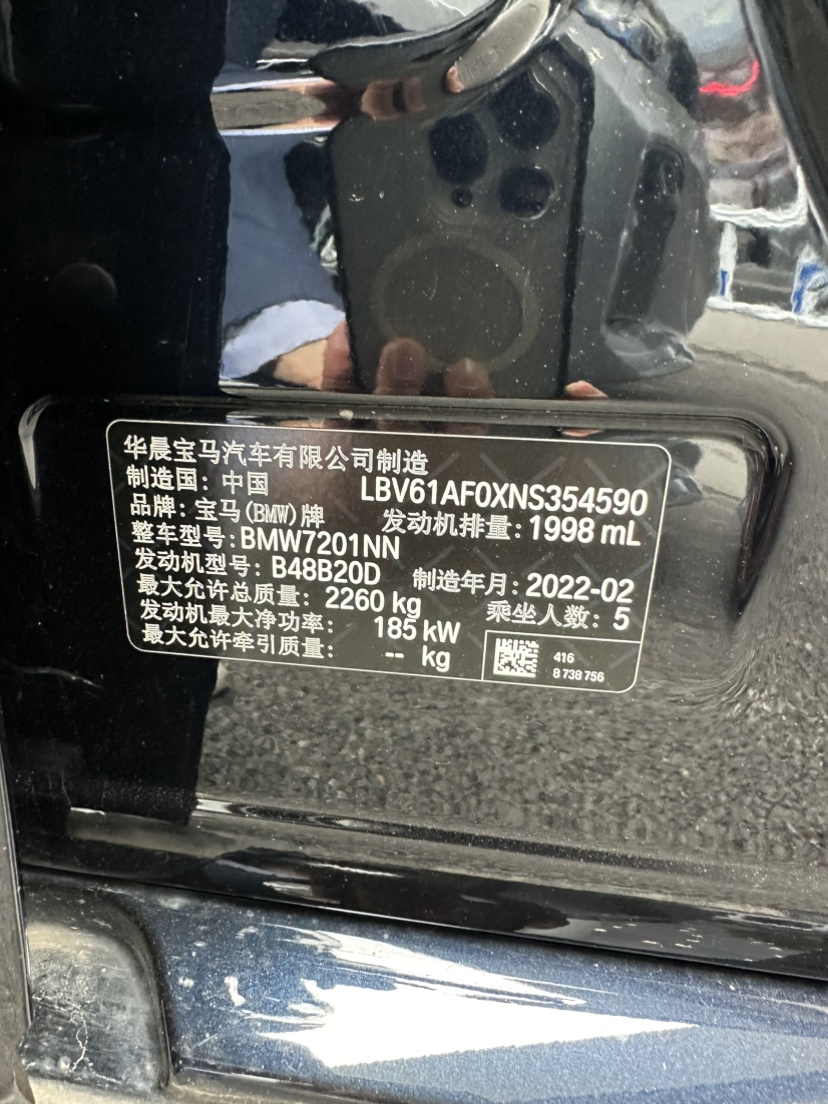 华晨宝马汽车有限公司制造
制造国：中国 LBV61AF0XNS354590
品牌：宝马(BMW)牌 发动机排量：1998 mL
整车型号：BMW7201NN
发动机型号：B48B20D 制造年月：2022-02
最大允许总质量：2260 kg 乘坐人数：5
发动机最大净功率：185 kW
最大允许牵引质量：-- kg
416
8 738 756